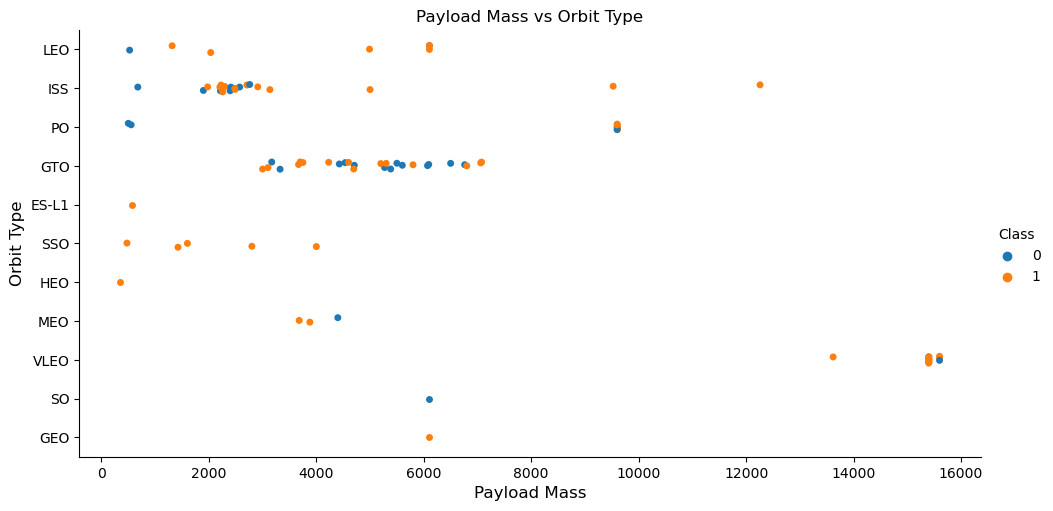 Payload Mass vs Orbit Type
Orbit Type
LEO
ISS
PO
GTO
ES-L1
SSO
HEO
MEO
VLEO
SO
GEO
0 2000 4000 6000 8000 10000 12000 14000 16000
Payload Mass
Class
0
1